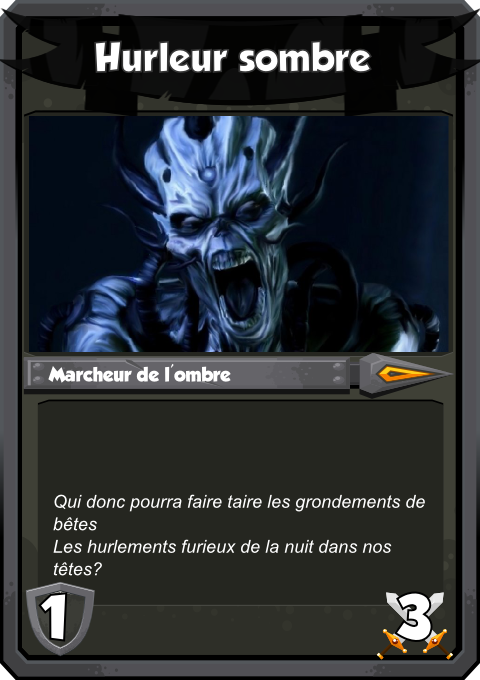 Hurleur sombre
Marcheur de l'ombre
Qui donc pourra faire taire les grondements de
bêtes
Les hurlements furieux de la nuit dans nos
têtes?
1
3